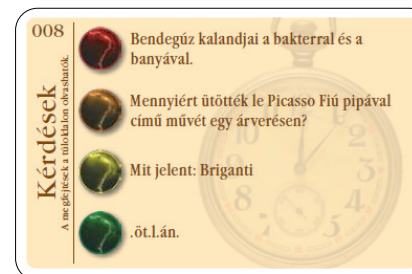 008
Kérdések
A megfejtések a túloldalon olvashatók.
Bendegúz kalandjai a bakterral és a
banyával.
Mennyiért ütötték le Picasso Fiú pipával
című művét egy árverésen?
Mit jelent: Briganti
.öt.l.án.